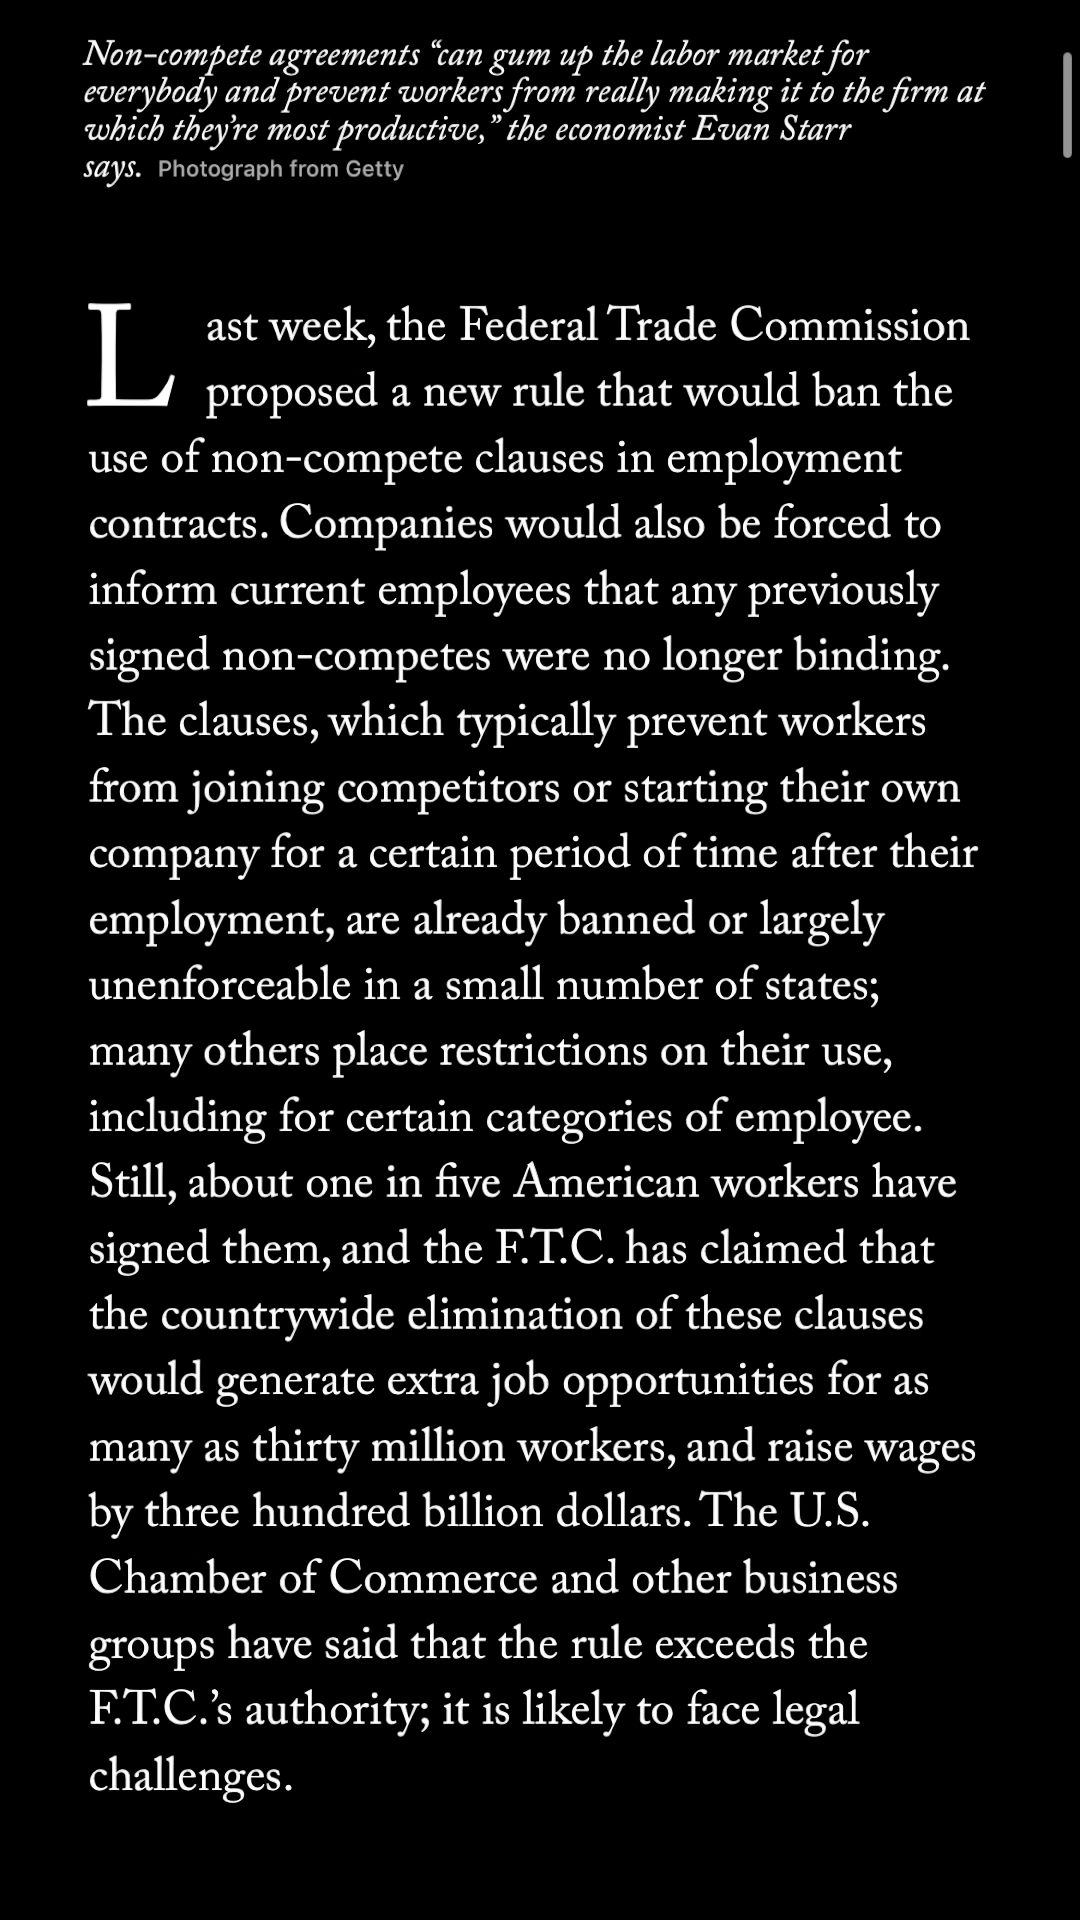 Non-compete agreements “can gum up the labor market for
everybody and prevent workers from really making it to the firm at
which they’re most productive,” the economist Evan Starr
says. Photograph from Getty
Last week, the Federal Trade Commission
proposed a new rule that would ban the
use of non-compete clauses in employment
contracts. Companies would also be forced to
inform current employees that any previously
signed non-competes were no longer binding.
The clauses, which typically prevent workers
from joining competitors or starting their own
company for a certain period of time after their
employment, are already banned or largely
unenforceable in a small number of states;
many others place restrictions on their use,
including for certain categories of employee.
Still, about one in five American workers have
signed them, and the F.T.C. has claimed that
the countrywide elimination of these clauses
would generate extra job opportunities for as
many as thirty million workers, and raise wages
by three hundred billion dollars. The U.S.
Chamber of Commerce and other business
groups have said that the rule exceeds the
F.T.C.’s authority; it is likely to face legal
challenges.